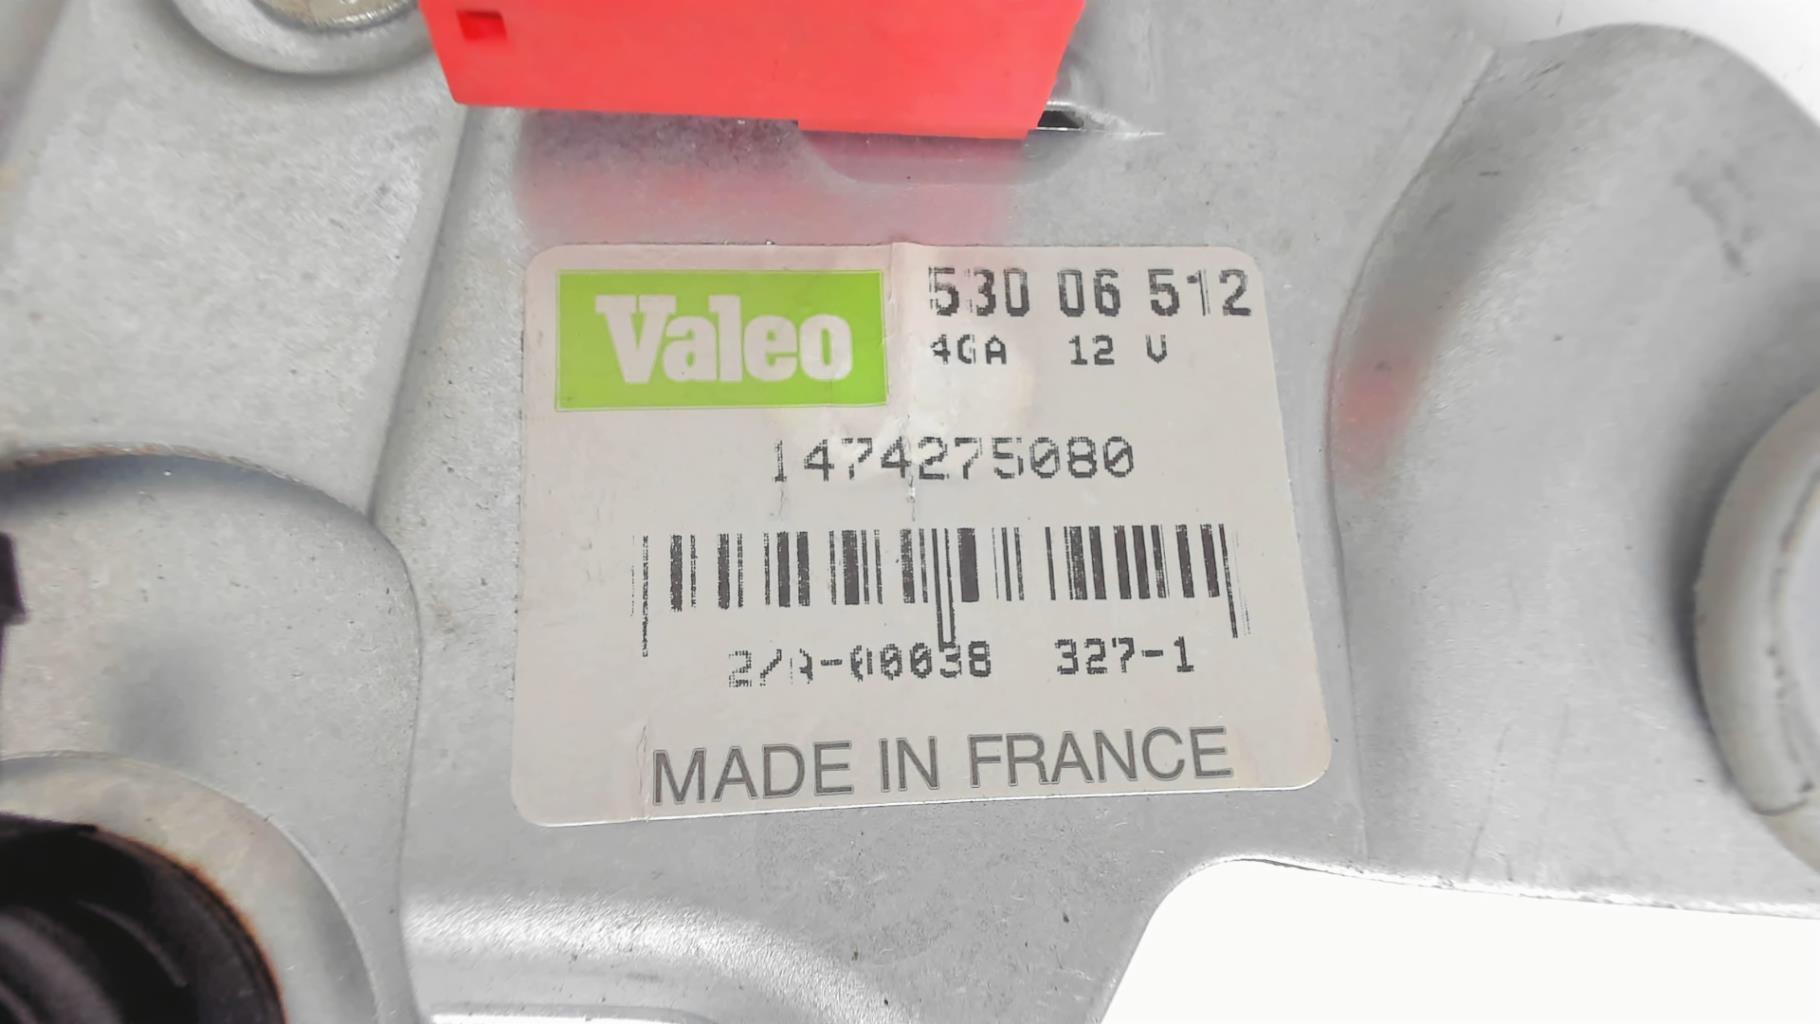 Valeo
530 06 512
4GA 12 V
1474275080
327-1
MADE IN FRANCE